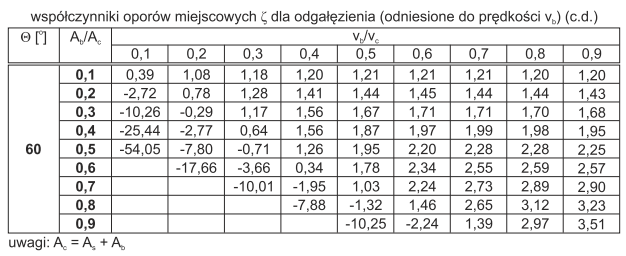 współczynniki oporów miejscowych ζ dla odgałęzienia (odniesione do prędkości v_b) (c.d.)
Θ [°] A_b/A_c v_b/v_c
0,1 0,2 0,3 0,4 0,5 0,6 0,7 0,8 0,9
0,1 0,39 1,08 1,18 1,20 1,21 1,21 1,21 1,20 1,20
0,2 -2,72 0,78 1,28 1,41 1,44 1,45 1,44 1,44 1,43
0,3 -10,26 -0,29 1,17 1,56 1,67 1,71 1,71 1,70 1,68
0,4 -25,44 -2,77 0,64 1,56 1,87 1,97 1,99 1,98 1,95
60 0,5 -54,05 -7,80 -0,71 1,26 1,95 2,20 2,28 2,28 2,25
0,6 -17,66 -3,66 0,34 1,78 2,34 2,55 2,59 2,57
0,7 -10,01 -1,95 1,03 2,24 2,73 2,89 2,90
0,8 -7,88 -1,32 1,46 2,65 3,12 3,23
0,9 -10,25 -2,24 1,39 2,97 3,51
uwagi: A_c = A_s + A_b